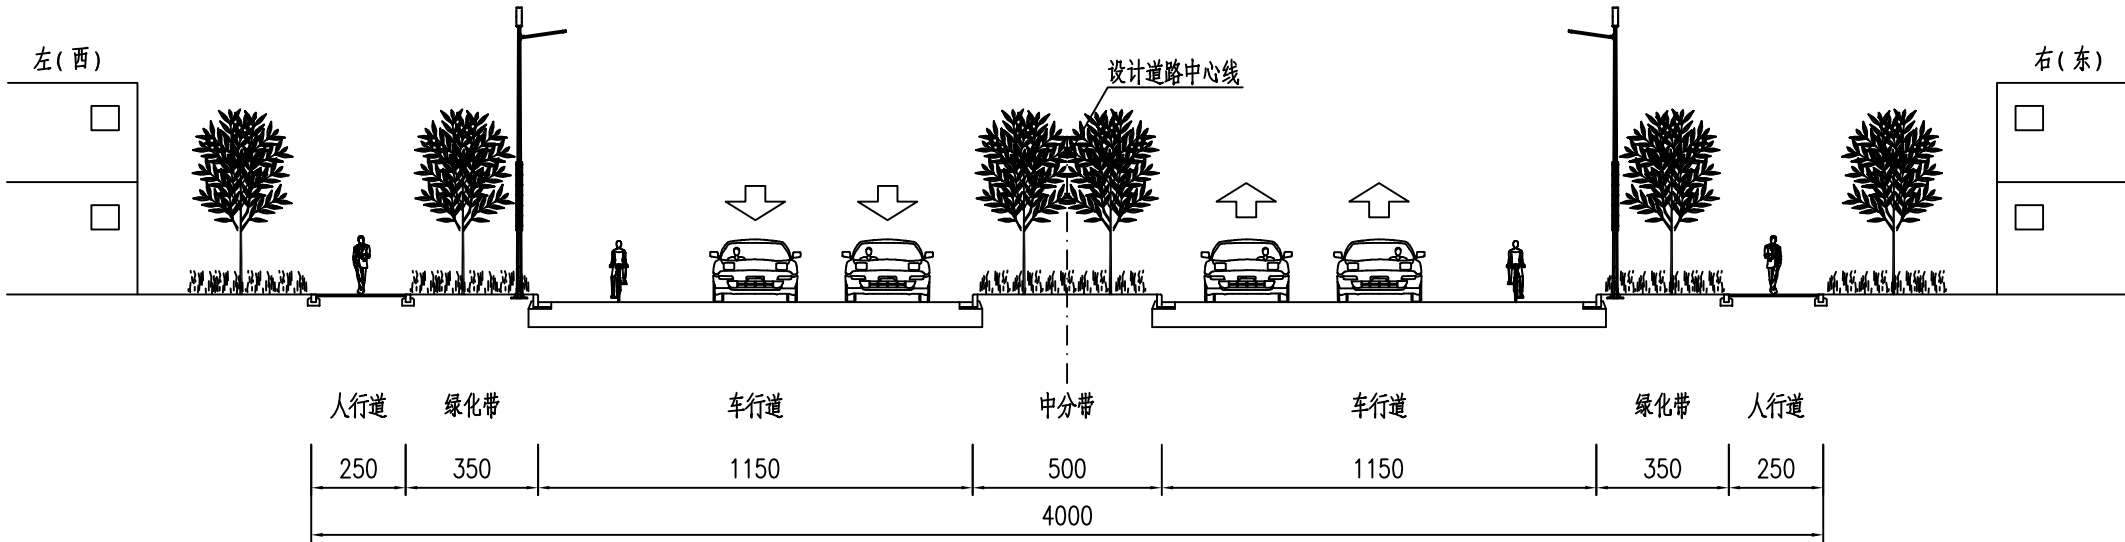 左(西)
设计道路中心线
右(东)
人行道 绿化带 车行道 中分带 车行道 绿化带 人行道
250 350 1150 500 1150 350 250
4000